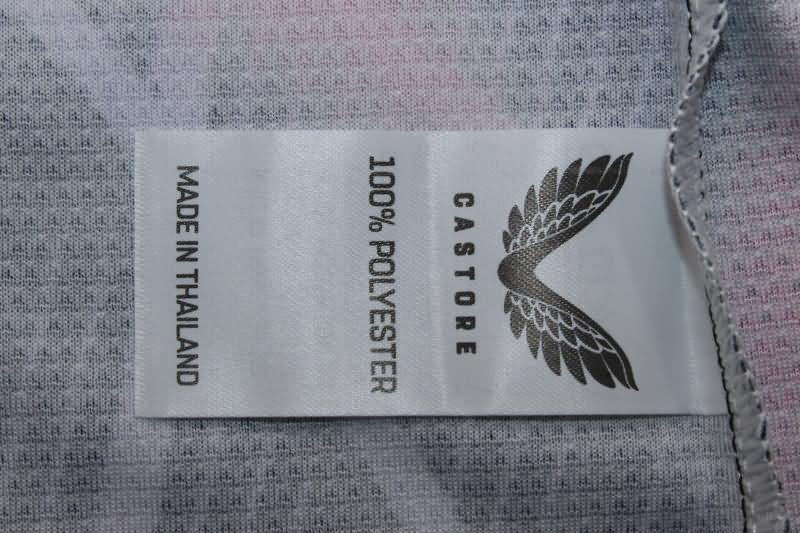 CASTORE
100% POLYESTER
MADE IN THAILAND